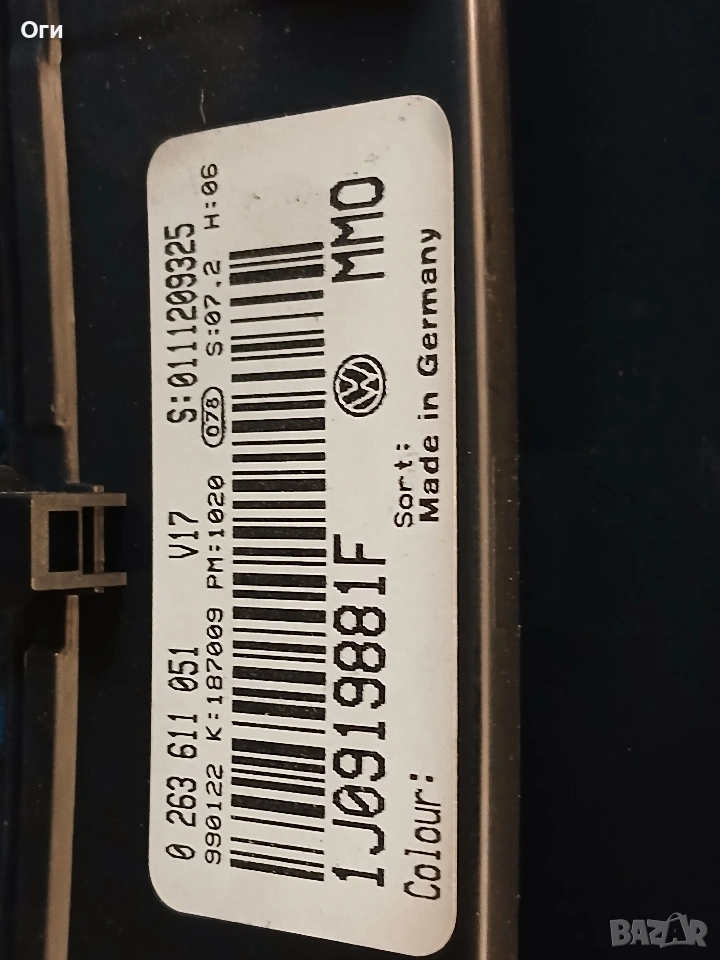 Оги
0 263 611 051 V17 S:0111209325
990122 K:187009 PM:1020 078 S:07.2 H:06
1J0919881F MMO
Colour: Sort:
Made in Germany
BAZAR